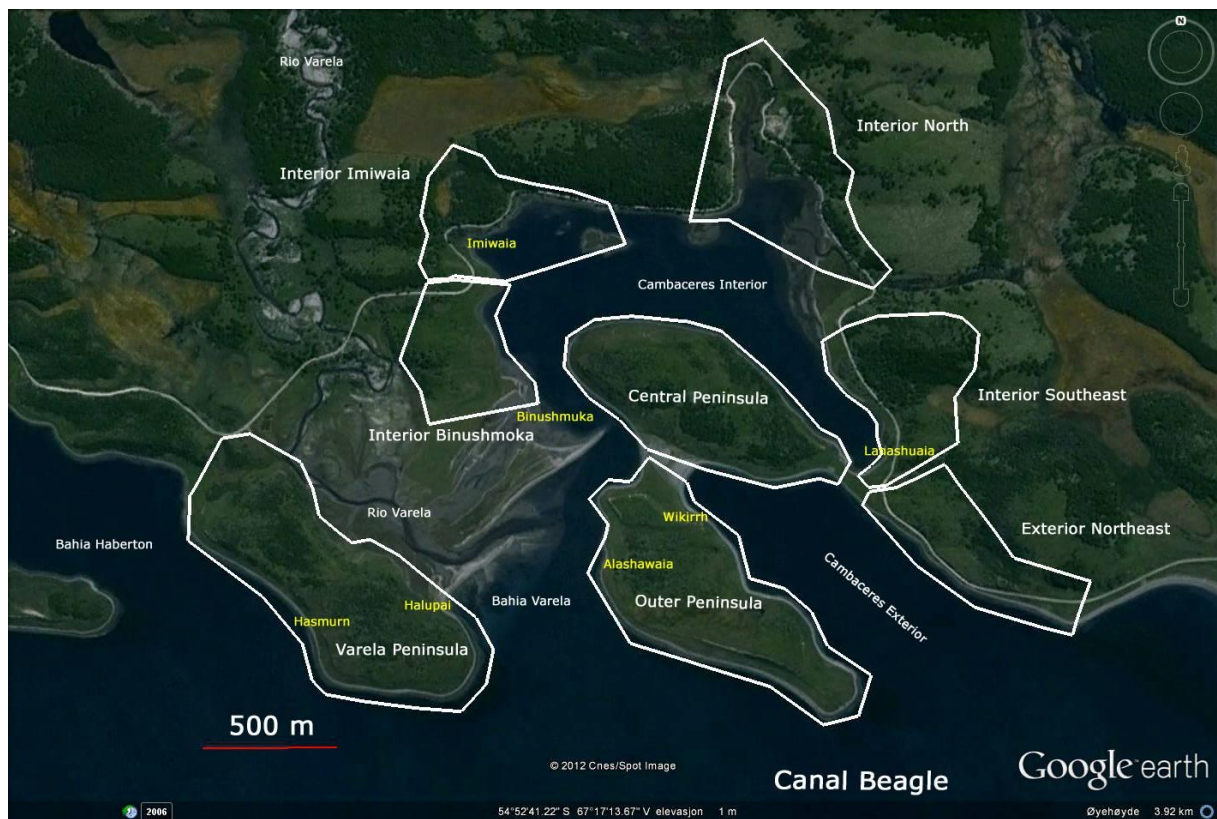 N
Rio Varela
Interior North
Interior Imiwaia
Imiwaia
Cambaceres Interior
Central Peninsula
Interior Southeast
Binushmuka
Interior Binushmoka
Lanashuaia
Rio Varela
Wikirrh
Exterior Northeast
Bahia Haberton
Alashawaia
Cambaceres Exterior
Halupai
Bahia Varela
Outer Peninsula
Hasmurn
Varela Peninsula
500 m
© 2012 Cnes/Spot Image
Google earth
Canal Beagle
2006
54°52'41.22" S 67°17'13.67" V elevasjon 1 m
Øyehøyde 3.92 km